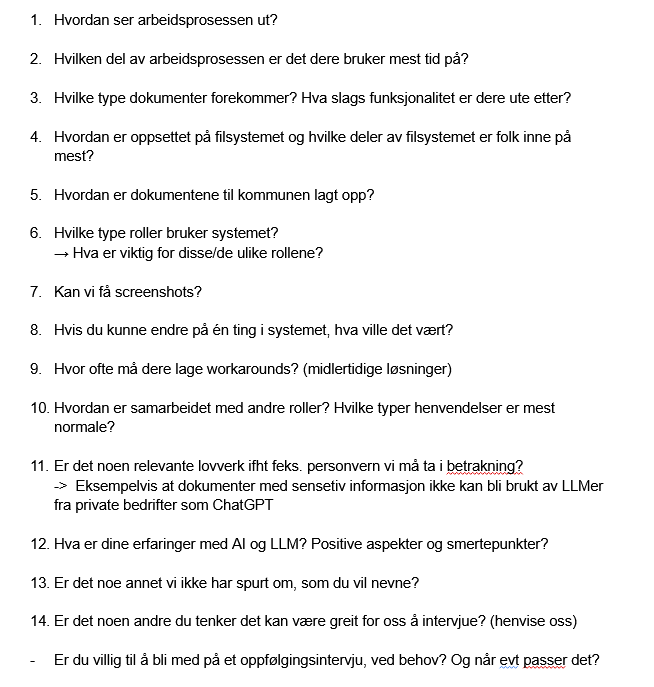 1. Hvordan ser arbeidsprosessen ut?
2. Hvilken del av arbeidsprosessen er det dere bruker mest tid på?
3. Hvilke type dokumenter forekommer? Hva slags funksjonalitet er dere ute etter?
4. Hvordan er oppsettet på filsystemet og hvilke deler av filsystemet er folk inne på
mest?
5. Hvordan er dokumentene til kommunen lagt opp?
6. Hvilke type roller bruker systemet?
→ Hva er viktig for disse/de ulike rollene?
7. Kan vi få screenshots?
8. Hvis du kunne endre på én ting i systemet, hva ville det vært?
9. Hvor ofte må dere lage workarounds? (midlertidige løsninger)
10. Hvordan er samarbeidet med andre roller? Hvilke typer henvendelser er mest
normale?
11. Er det noen relevante lovverk ifht feks. personvern vi må ta i betrakning?
-> Eksempelvis at dokumenter med sensetiv informasjon ikke kan bli brukt av LLMer
fra private bedrifter som ChatGPT
12. Hva er dine erfaringer med AI og LLM? Positive aspekter og smertepunkter?
13. Er det noe annet vi ikke har spurt om, som du vil nevne?
14. Er det noen andre du tenker det kan være greit for oss å intervjue? (henvise oss)
- Er du villig til å bli med på et oppfølgingsintervju, ved behov? Og når evt passer det?